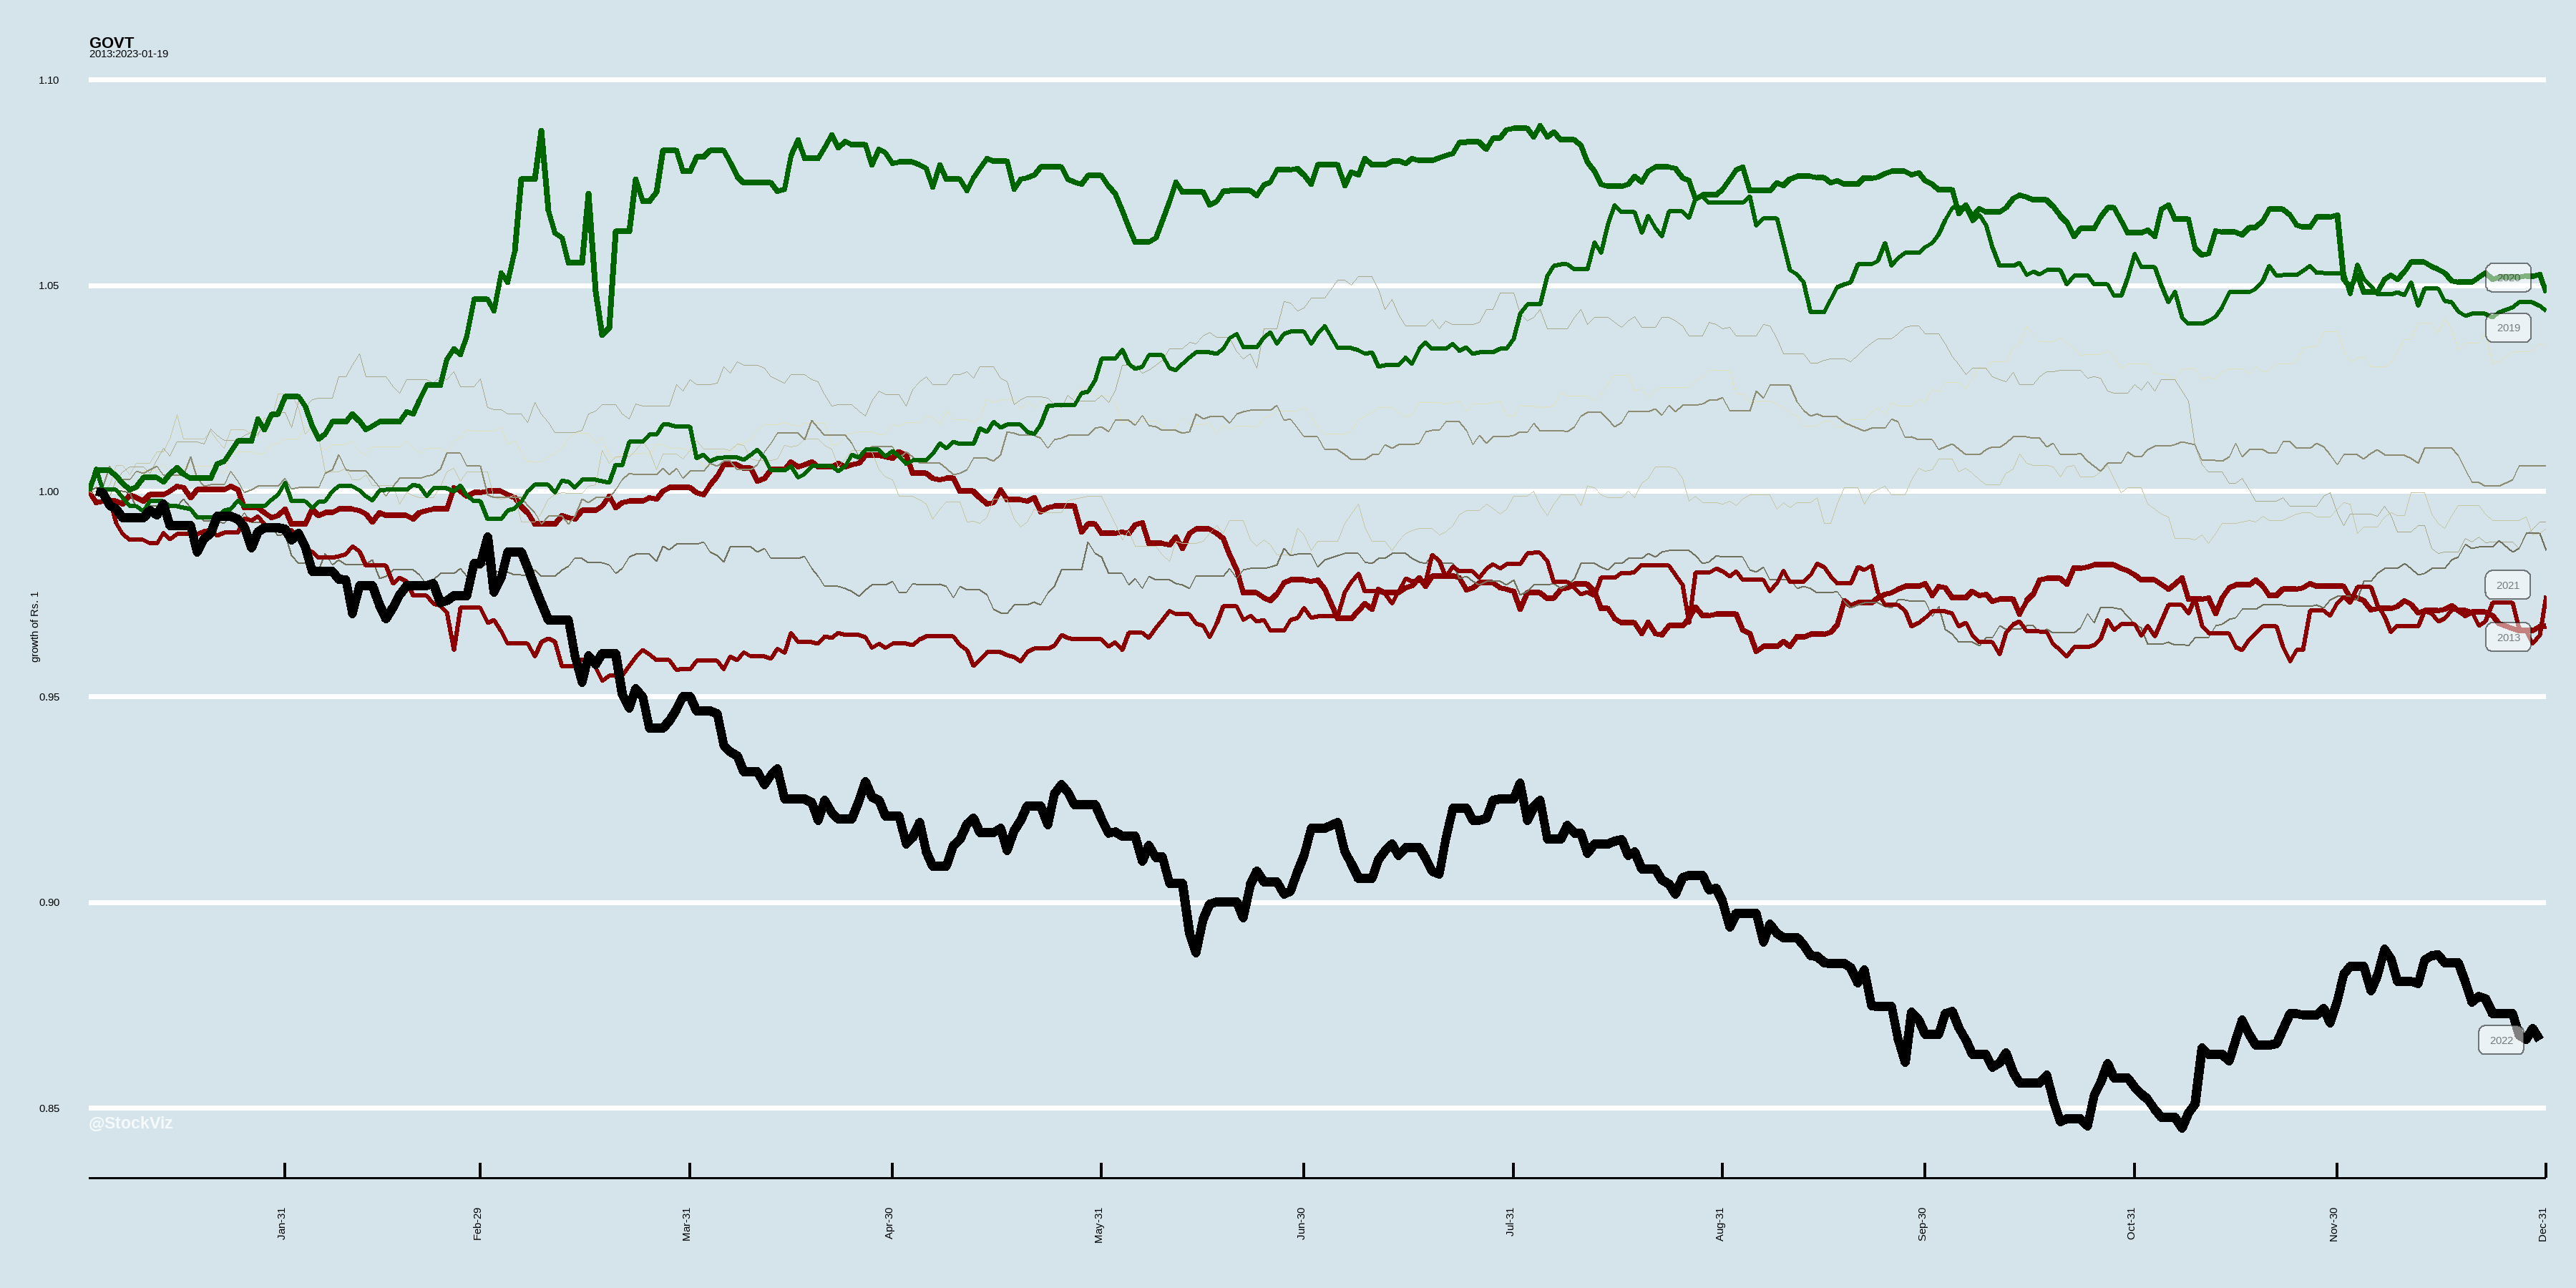 GOVT
2013:2023-01-19
1.10
1.05
1.00
0.95
0.90
0.85
growth of Rs. 1
2020
2019
2021
2013
2022
@StockViz
Jan-31
Feb-29
Mar-31
Apr-30
May-31
Jun-30
Jul-31
Aug-31
Sep-30
Oct-31
Nov-30
Dec-31